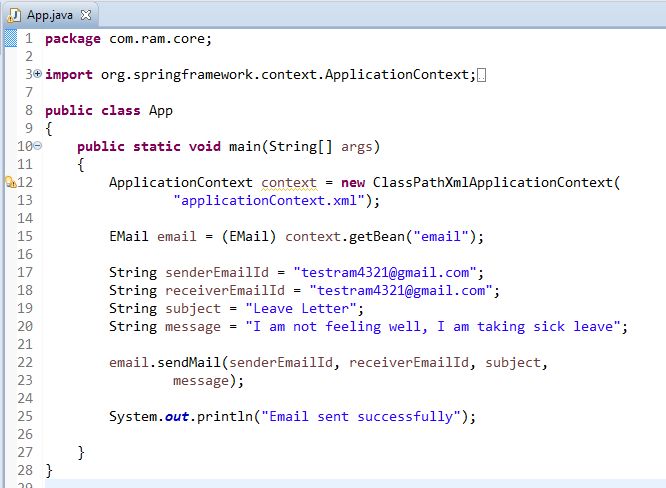 App.java
1 package com.ram.core;
2
3 import org.springframework.context.ApplicationContext;
7
8 public class App
9 {
10     public static void main(String[] args)
11     {
12         ApplicationContext context = new ClassPathXmlApplicationContext(
13                 "applicationContext.xml");
14
15         EMail email = (EMail) context.getBean("email");
16
17         String senderEmailId = "testram4321@gmail.com";
18         String receiverEmailId = "testram4321@gmail.com";
19         String subject = "Leave Letter";
20         String message = "I am not feeling well, I am taking sick leave";
21
22         email.sendMail(senderEmailId, receiverEmailId, subject,
23                 message);
24
25         System.out.println("Email sent successfully");
26
27     }
28 }
29